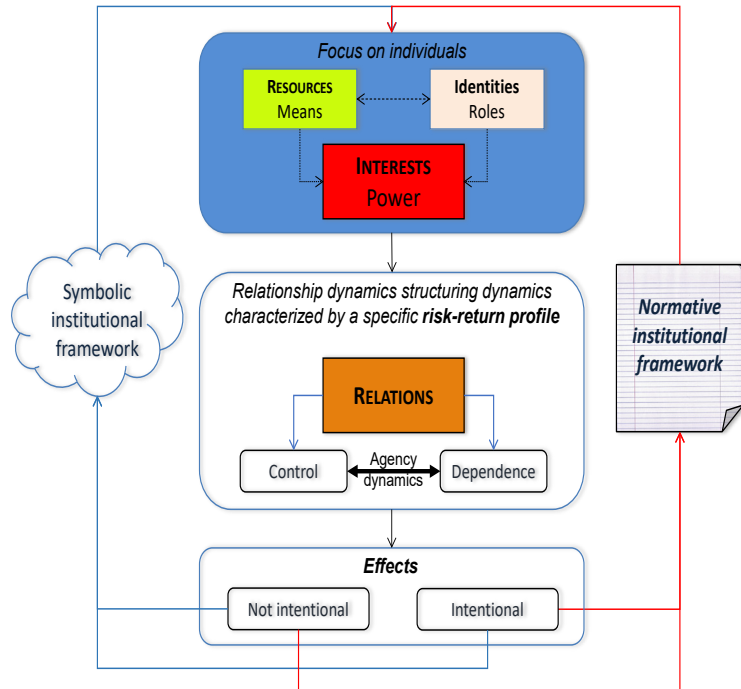 Focus on individuals
RESOURCES
Means
Identities
Roles
INTERESTS
Power
Symbolic
institutional
framework
Relationship dynamics structuring dynamics
characterized by a specific risk-return profile
Normative
institutional
framework
RELATIONS
Control
Agency
dynamics
Dependence
Effects
Not intentional
Intentional